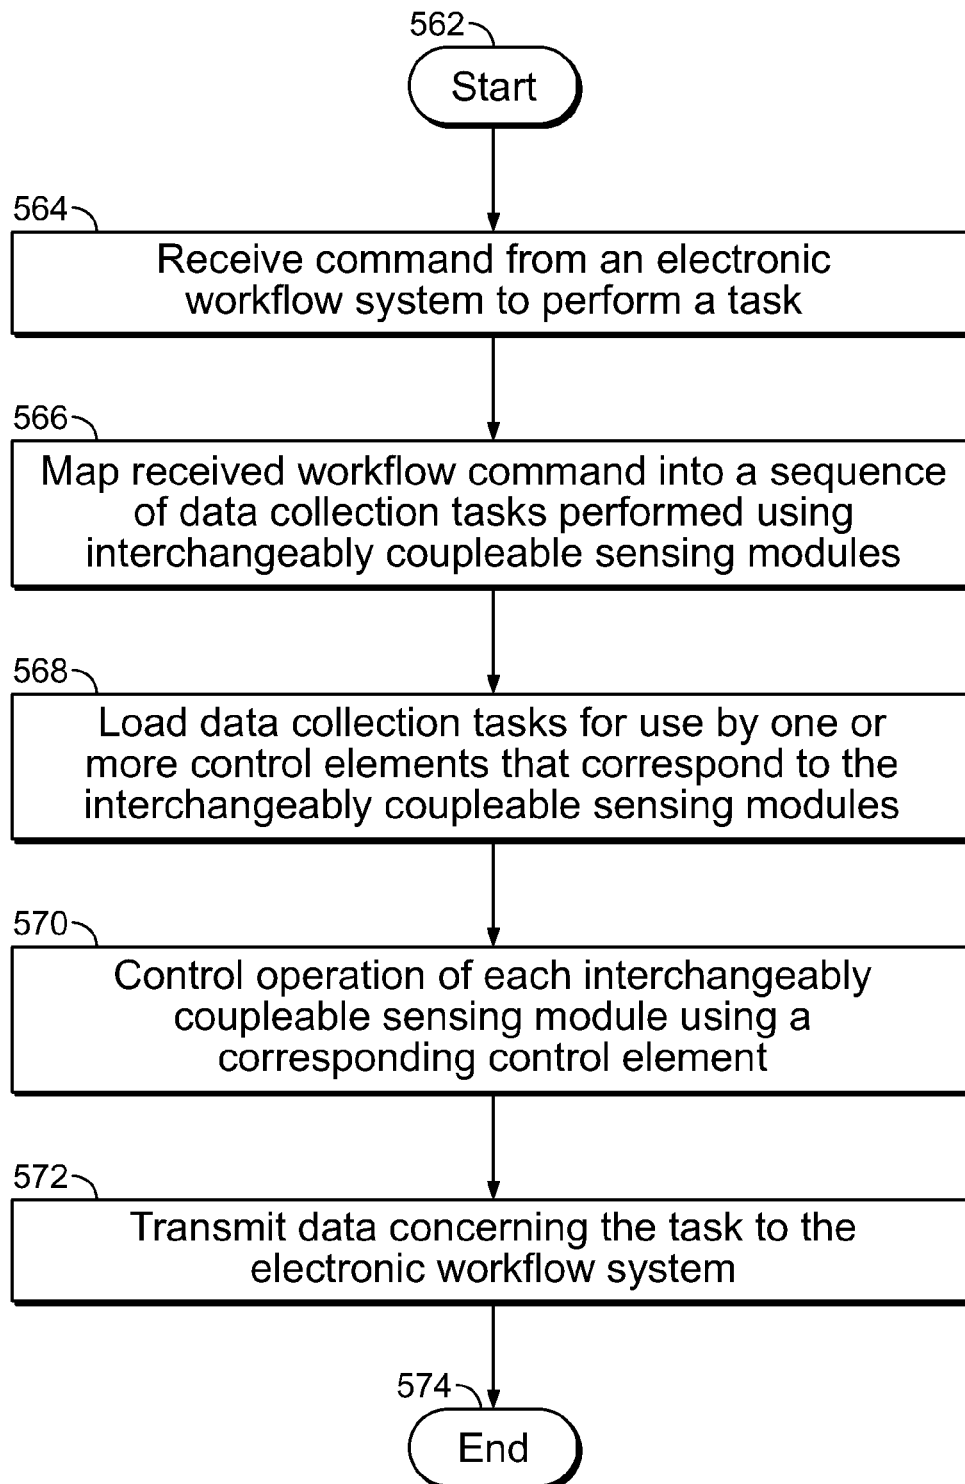 562
Start
564
Receive command from an electronic
workflow system to perform a task
566
Map received workflow command into a sequence
of data collection tasks performed using
interchangeably coupleable sensing modules
568
Load data collection tasks for use by one or
more control elements that correspond to the
interchangeably coupleable sensing modules
570
Control operation of each interchangeably
coupleable sensing module using a
corresponding control element
572
Transmit data concerning the task to the
electronic workflow system
574
End